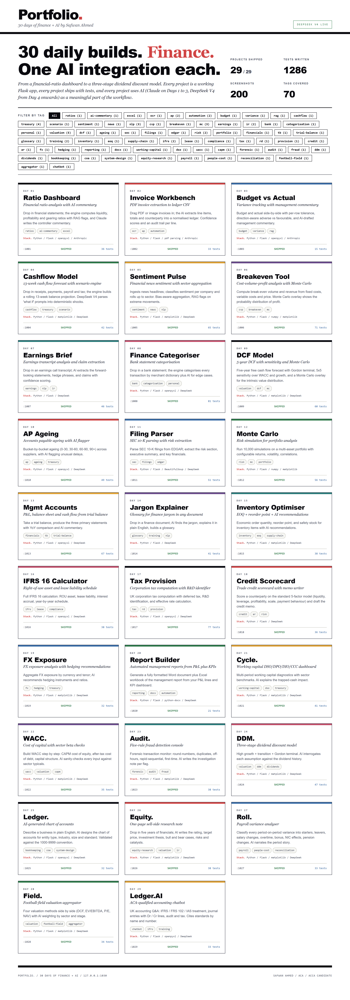 Portfolio.
30 days of finance + AI by Safwan Ahmed
DEEPSEEK V4 LIVE
30 daily builds. Finance.
One AI integration each.
From a financial-ratio dashboard to a three-stage dividend discount model. Every project is a working
Flask app, every project ships with tests, and every project uses AI (Claude on Days 1 to 3, DeepSeek V4
from Day 4 onwards) as a meaningful part of the workflow.
PROJECTS SHIPPED
29 / 29
TESTS WRITTEN
1286
SCREENSHOTS
200
TAGS COVERED
70
FILTER BY TAG All ratios (1) ai-commentary (1) excel (1) ocr (1) ap (2) automation (2) budget (1) variance (1) rag (1) cashflow (1)
treasury (4) scenario (1) sentiment (1) news (1) nlp (3) cvp (1) breakeven (1) mc (3) earnings (1) ir (2) bank (1) categorisation (1)
personal (1) valuation (5) dcf (1) ageing (1) sec (1) filings (1) edgar (1) risk (2) portfolio (1) financials (1) tb (1) trial-balance (1)
glossary (1) training (2) inventory (1) eoq (1) supply-chain (1) ifrs (2) lease (1) compliance (1) tax (1) rd (1) provision (1) credit (1)
ar (1) fx (1) hedging (1) reporting (1) docx (1) working-capital (1) dso (1) wacc (1) capm (1) forensic (1) audit (1) fraud (1) ddm (1)
dividends (1) bookkeeping (1) coa (1) system-design (1) equity-research (1) payroll (1) people-cost (1) reconciliation (1) football-field (1)
aggregator (1) chatbot (1)
DAY 01
Ratio Dashboard
Financial ratio analysis with AI commentary
Drop in financial statements; the engine computes liquidity,
profitability and gearing ratios with RAG flags, and Claude
writes the controller commentary.
ratios ai-commentary excel
Stack. Python / Flask / openpyxl / Anthropic
:1001 SHIPPED 36 tests
DAY 02
Invoice Workbench
PDF invoice extraction to ledger CSV
Drag PDF or image invoices in; the AI extracts line items,
totals and counterparty into a normalised ledger. Confidence
scores and an audit trail per line.
ocr ap automation
Stack. Python / Flask / pdf parsing / Anthropic
:1002 SHIPPED 33 tests
DAY 03
Budget vs Actual
Variance tracking with management commentary
Budget and actual side-by-side with per-row tolerance,
direction-aware adverse vs favourable, and AI-drafted
management commentary.
budget variance rag
Stack. Python / Flask / openpyxl / Anthropic
:1003 SHIPPED 15 tests
DAY 04
Cashflow Model
13-week cash flow forecast with scenario engine
Drop in receipts, payments, payroll and tax; the engine builds
a rolling 13-week balance projection. DeepSeek V4 parses
'what if' prompts into deterministic shocks.
cashflow treasury scenario
Stack. Python / Flask / matplotlib / DeepSeek
:1004 SHIPPED 42 tests
DAY 05
Sentiment Pulse
Financial news sentiment with sector aggregation
Ingests news headlines; classifies sentiment per company and
rolls up to sector. Bias-aware aggregation, RAG flags on
extreme movements.
sentiment news nlp
Stack. Python / Flask / matplotlib / DeepSeek
:1005 SHIPPED 65 tests
DAY 06
Breakeven Tool
Cost-volume-profit analysis with Monte Carlo
Compute break-even volume and revenue from fixed costs,
variable costs and price. Monte Carlo overlay shows the
probability distribution of profit.
cvp breakeven mc
Stack. Python / Flask / numpy / matplotlib
:1006 SHIPPED 71 tests
DAY 07
Earnings Brief
Earnings transcript analysis and claim extraction
Drop in an earnings call transcript; AI extracts the forward-
looking statements, hedge phrases, and claims with
confidence scoring.
earnings nlp ir
Stack. Python / Flask / DeepSeek
:1007 SHIPPED 46 tests
DAY 08
Finance Categoriser
Bank statement categorisation
Drop in a bank statement; the engine categorises every
transaction by merchant dictionary plus AI for edge cases.
bank categorisation personal
Stack. Python / Flask / openpyxl / DeepSeek
:1008 SHIPPED 81 tests
DAY 09
DCF Model
5-year DCF with sensitivity and Monte Carlo
Five-year free cash flow forecast with Gordon terminal, 5x5
sensitivity over WACC and growth, and a Monte Carlo overlay
for the intrinsic value distribution.
valuation dcf mc
Stack. Python / Flask / matplotlib / DeepSeek
:1009 SHIPPED 60 tests
DAY 10
AP Ageing
Accounts payable ageing with AI flagger
Bucket-by-bucket ageing (0-30, 30-60, 60-90, 90+) across
suppliers, with AI flagging unusual delays.
ap ageing treasury
Stack. Python / Flask / openpyxl / DeepSeek
:1010 SHIPPED 49 tests
DAY 11
Filing Parser
SEC 10-K parsing with risk extraction
Parse SEC 10-K filings from EDGAR; extract the risk section,
executive summary, and key financials.
sec filings edgar
Stack. Python / Flask / BeautifulSoup / DeepSeek
:1011 SHIPPED 51 tests
DAY 12
Monte Carlo
Risk simulation for portfolio analysis
Run 10,000 simulations on a multi-asset portfolio with
configurable returns, volatility, correlations.
risk mc portfolio
Stack. Python / Flask / numpy / matplotlib
:1012 SHIPPED 56 tests
DAY 13
Mgmt Accounts
P&L, balance sheet and cash flow from trial balance
Take a trial balance, produce the three primary statements
with YoY comparison and AI commentary.
financials tb trial-balance
Stack. Python / Flask / openpyxl / DeepSeek
:1013 SHIPPED 67 tests
DAY 14
Jargon Explainer
Glossary for finance jargon in any document
Drop in a finance document; AI finds the jargon, explains it in
plain English, builds a glossary.
glossary training nlp
Stack. Python / Flask / DeepSeek
:1014 SHIPPED 41 tests
DAY 15
Inventory Optimiser
EOQ + reorder point + AI recommendations
Economic order quantity, reorder point, and safety stock for
inventory items with AI recommendations.
inventory eoq supply-chain
Stack. Python / Flask / matplotlib / DeepSeek
:1015 SHIPPED 38 tests
DAY 16
IFRS 16 Calculator
Right-of-use asset and lease liability schedule
Full IFRS 16 calculation: ROU asset, lease liability, interest
accrual, year-by-year schedule.
ifrs lease compliance
Stack. Python / Flask / openpyxl / DeepSeek
:1016 SHIPPED 38 tests
DAY 17
Tax Provision
Corporation tax computation with R&D identifier
UK corporation tax computation with deferred tax, R&D
identification, and effective rate calculation.
tax rd provision
Stack. Python / Flask / openpyxl / DeepSeek
:1017 SHIPPED 77 tests
DAY 18
Credit Scorecard
Trade credit scorecard with memo writer
Score a counterparty on the standard 5-factor model (liquidity,
leverage, profitability, scale, payment behaviour) and draft the
credit memo.
credit ar risk
Stack. Python / Flask / DeepSeek
:1018 SHIPPED 36 tests
DAY 19
FX Exposure
FX exposure analysis with hedging recommendations
Aggregate FX exposure by currency and tenor; AI
recommends hedging instruments and ratios.
fx hedging treasury
Stack. Python / Flask / matplotlib / DeepSeek
:1019 SHIPPED 32 tests
DAY 20
Report Builder
Automated management reports from P&L plus KPIs
Generate a fully formatted Word document plus Excel
workbook of the management report from your P&L lines and
KPI dashboard.
reporting docx automation
Stack. Python / Flask / python-docx / DeepSeek
:1020 SHIPPED 21 tests
DAY 21
Cycle.
Working capital DSO/DPO/DIO/CCC dashboard
Multi-period working capital diagnostics with sector
benchmarks. AI explains the trapped-cash impact.
working-capital dso treasury
Stack. Python / Flask / matplotlib / DeepSeek
:1021 SHIPPED 41 tests
DAY 22
WACC.
Cost of capital with sector beta checks
Build WACC step by step: CAPM cost of equity, after-tax cost
of debt, capital structure. AI sanity-checks every input against
sector typicals.
wacc valuation capm
Stack. Python / Flask / matplotlib / DeepSeek
:1022 SHIPPED 35 tests
DAY 23
Audit.
Five-rule fraud detection console
Forensic transaction monitor: round-numbers, duplicates, off-
hours, rapid-sequential, first-time. AI writes the investigation
note per flag.
forensic audit fraud
Stack. Python / Flask / matplotlib / DeepSeek
:1023 SHIPPED 38 tests
DAY 24
DDM.
Three-stage dividend discount model
High growth + transition + Gordon terminal. AI interrogates
each assumption against the dividend history.
valuation ddm dividends
Stack. Python / Flask / matplotlib / DeepSeek
:1024 SHIPPED 47 tests
DAY 25
Ledger.
AI-generated chart of accounts
Describe a business in plain English; AI designs the chart of
accounts for entity type, industry, size and standard. Validated
against the 1000-9999 convention.
bookkeeping coa system-design
Stack. Python / Flask / openpyxl / DeepSeek
:1025 SHIPPED 32 tests
DAY 26
Equity.
One-page sell-side research note
Drop in five years of financials; AI writes the rating, target
price, investment thesis, bull and bear cases, risks and
catalysts.
equity-research valuation ir
Stack. Python / Flask / matplotlib / DeepSeek
:1026 SHIPPED 38 tests
DAY 27
Roll.
Payroll variance analyser
Classify every period-on-period variance into starters, leavers,
salary changes, overtime, bonus, NIC effects, pension
changes. AI narrates the period story.
payroll people-cost reconciliation
Stack. Python / Flask / matplotlib / DeepSeek
:1027 SHIPPED 33 tests
DAY 28
Field.
Football-field valuation aggregator
Four valuation methods side by side (DCF, EV/EBITDA, P/E,
NAV) with AI weighting by sector and stage.
valuation football-field aggregator
Stack. Python / Flask / matplotlib / DeepSeek
:1028 SHIPPED 34 tests
DAY 29
Ledger.AI
ACA-qualified accounting chatbot
UK accounting Q&A: IFRS / FRS 102 / IAS treatment, journal
entries with Dr / Cr lines, audit and tax. Cites standards by
name and number.
chatbot ifrs training
Stack. Python / Flask / openpyxl / DeepSeek
:1029 SHIPPED 33 tests
PORTFOLIO. / 30 DAYS OF FINANCE + AI / 127.0.0.1:1030
SAFWAN AHMED / ACA / ACCA CANDIDATE